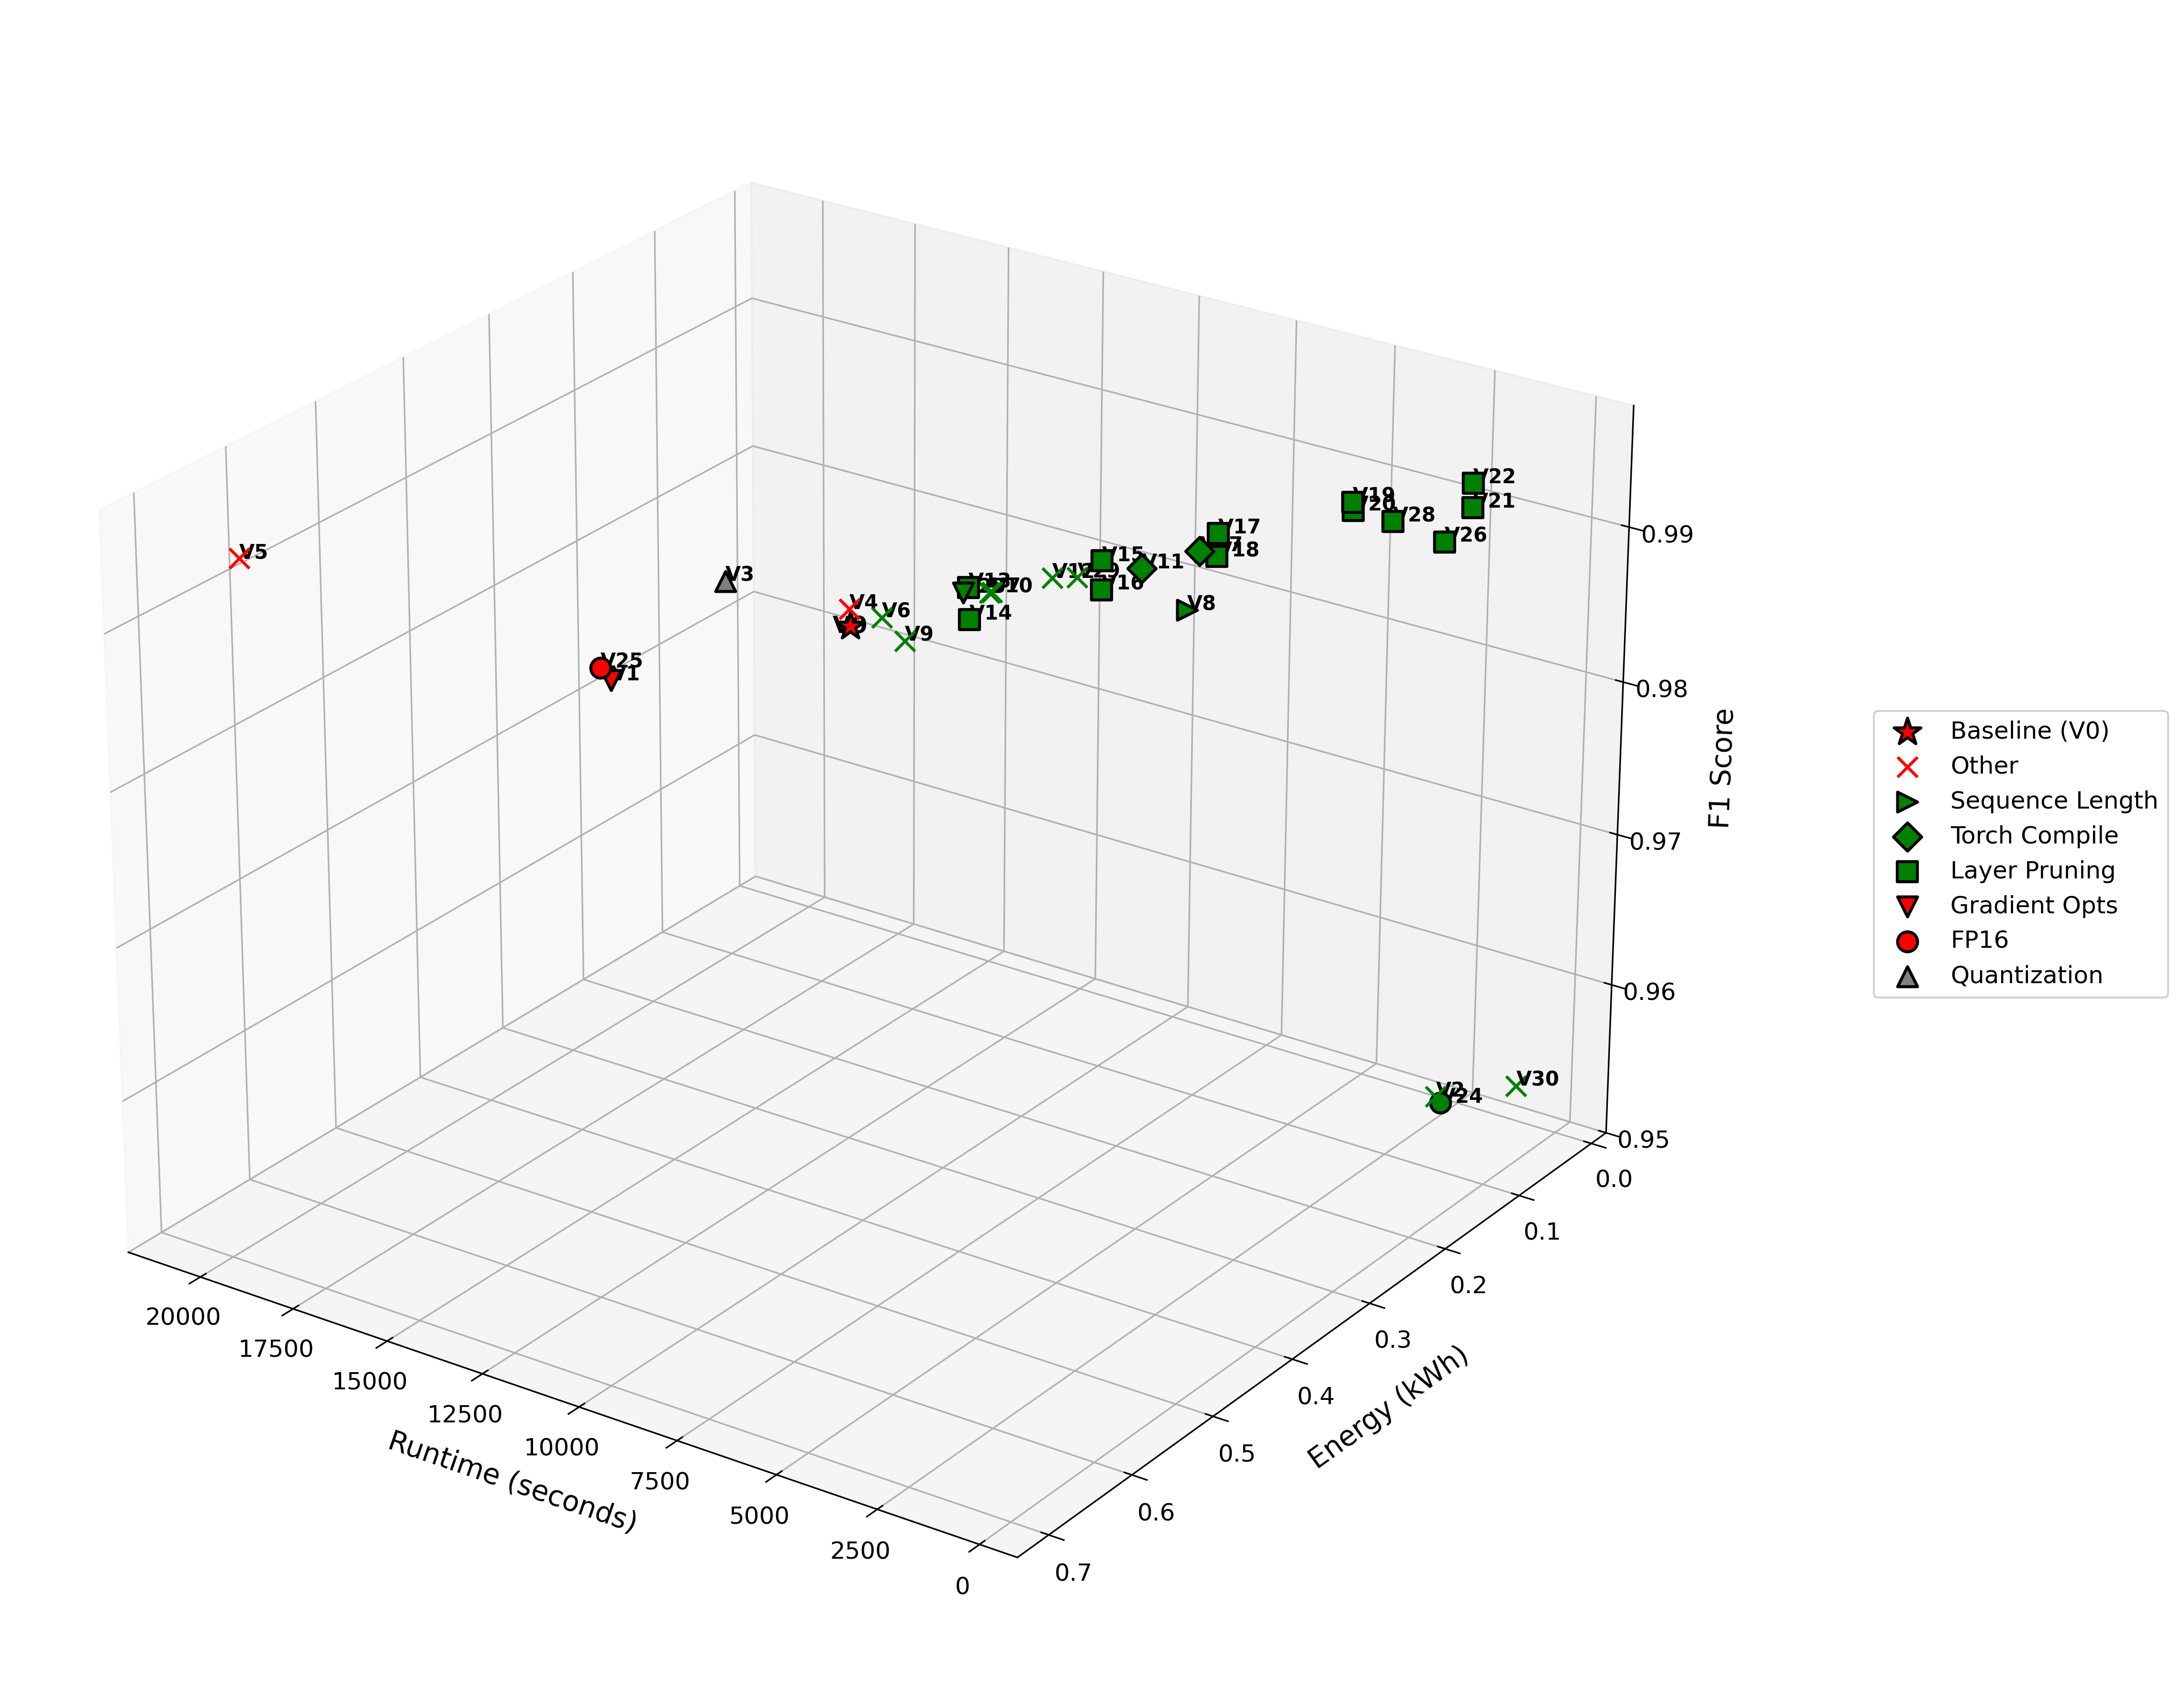 V5
V3
V4
V6
V9
V25
V1
V13
V14
V15
V16
V11
V17
V18
V8
V19
V20
V28
V26
V22
V21
V2
V24
V30
0.99
0.98
0.97
0.96
0.95
F1 Score
0.0
0.1
0.2
0.3
0.4
0.5
0.6
0.7
Energy (kWh)
20000
17500
15000
12500
10000
7500
5000
2500
0
Runtime (seconds)
Baseline (V0)
Other
Sequence Length
Torch Compile
Layer Pruning
Gradient Opts
FP16
Quantization